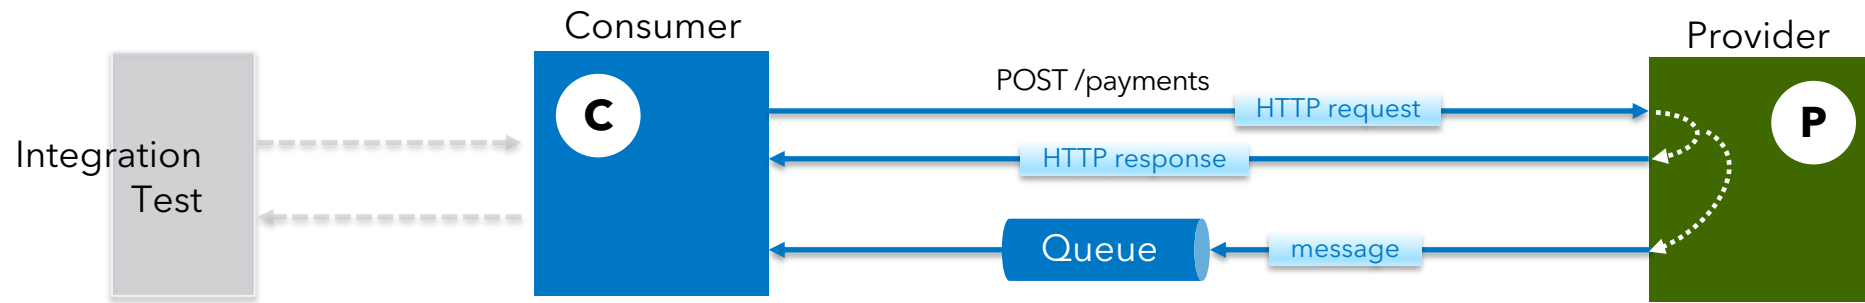 Consumer
Provider
POST /payments
C
HTTP request
P
HTTP response
Integration
Test
Queue
message